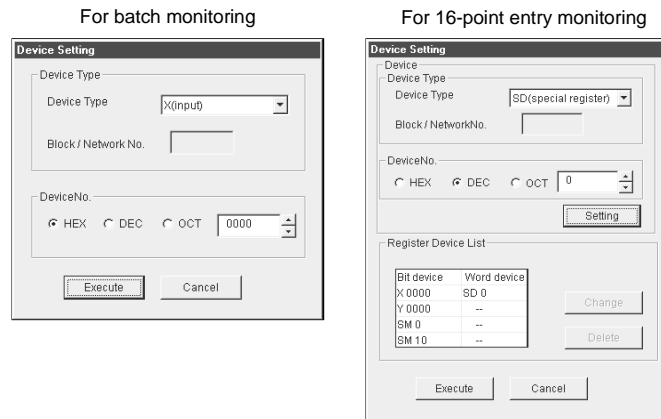 For batch monitoring
Device Setting
Device Type
Device Type
X(input)
Block / Network No.
DeviceNo.
HEX DEC OCT 0000
Execute Cancel
For 16-point entry monitoring
Device Setting
Device
Device Type
Device Type SD(special register)
Block / NetworkNo.
DeviceNo.
HEX DEC OCT 0
Setting
Register Device List
Bit device Word device
X 0000 SD 0
Y 0000 --
SM 0 --
SM 10 --
Change
Delete
Execute Cancel